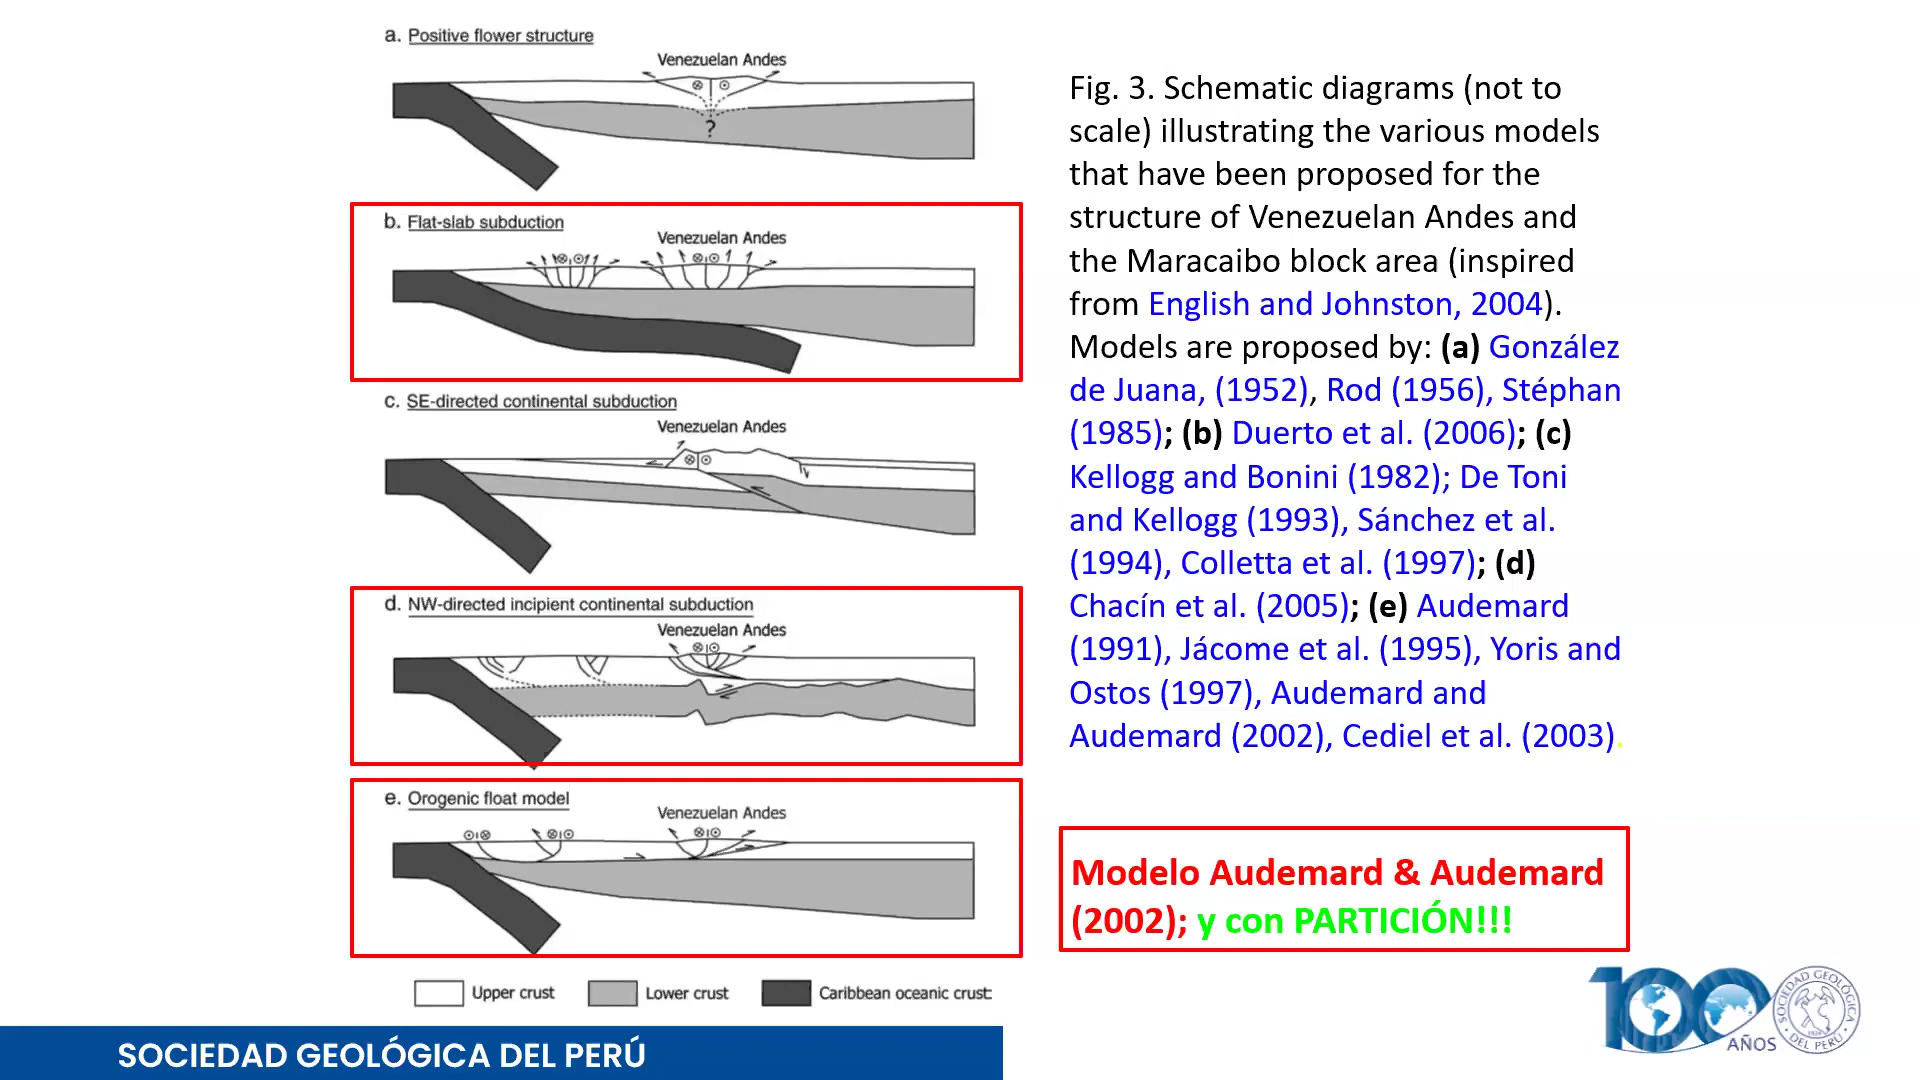 a. Positive flower structure
Venezuelan Andes
?
b. Flat-slab subduction
Venezuelan Andes
c. SE-directed continental subduction
Venezuelan Andes
d. NW-directed incipient continental subduction
Venezuelan Andes
e. Orogenic float model
Venezuelan Andes
Upper crust
Lower crust
Caribbean oceanic crust
Fig. 3. Schematic diagrams (not to
scale) illustrating the various models
that have been proposed for the
structure of Venezuelan Andes and
the Maracaibo block area (inspired
from English and Johnston, 2004).
Models are proposed by: (a) González
de Juana, (1952), Rod (1956), Stéphan
(1985); (b) Duerto et al. (2006); (c)
Kellogg and Bonini (1982); De Toni
and Kellogg (1993), Sánchez et al.
(1994), Colletta et al. (1997); (d)
Chacín et al. (2005); (e) Audemard
(1991), Jácome et al. (1995), Yoris and
Ostos (1997), Audemard and
Audemard (2002), Cediel et al. (2003).
Modelo Audemard & Audemard
(2002); y con PARTICIÓN!!!
100
AÑOS
SOCIEDAD GEOLÓGICA
DEL PERÚ
SOCIEDAD GEOLÓGICA DEL PERÚ